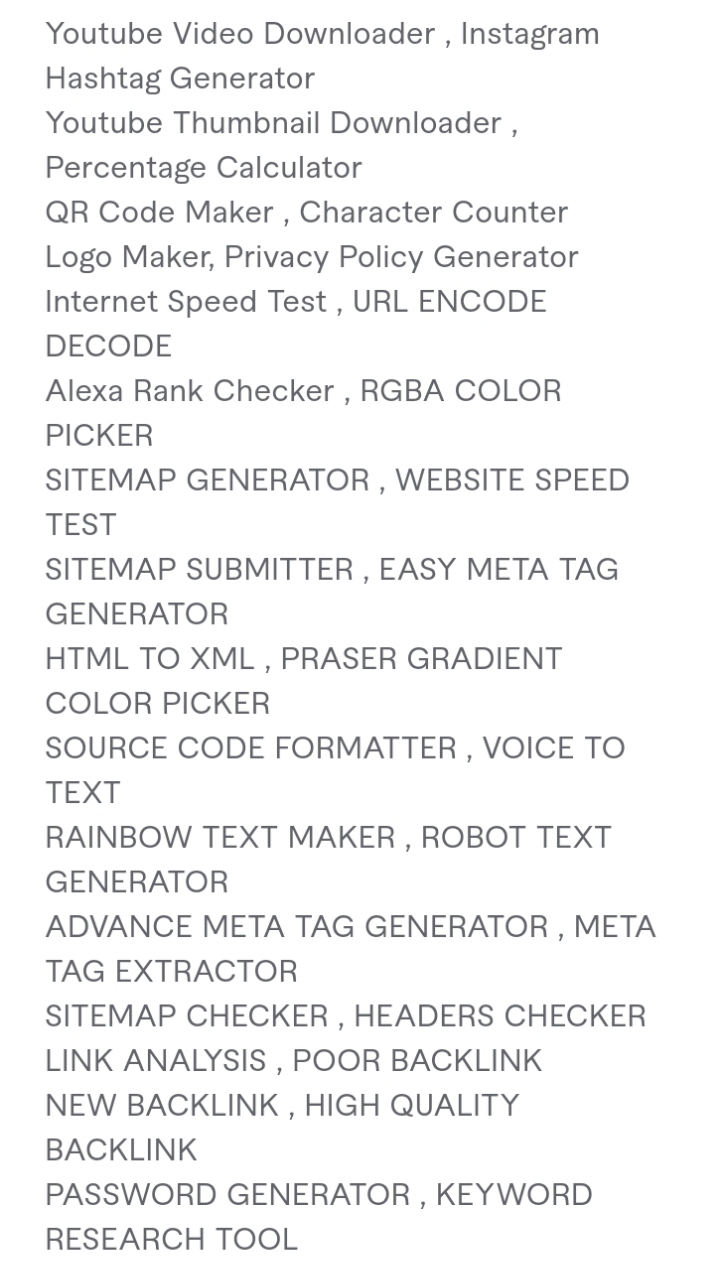 Youtube Video Downloader , Instagram
Hashtag Generator
Youtube Thumbnail Downloader ,
Percentage Calculator
QR Code Maker , Character Counter
Logo Maker, Privacy Policy Generator
Internet Speed Test , URL ENCODE
DECODE
Alexa Rank Checker , RGBA COLOR
PICKER
SITEMAP GENERATOR , WEBSITE SPEED
TEST
SITEMAP SUBMITTER , EASY META TAG
GENERATOR
HTML TO XML , PRASER GRADIENT
COLOR PICKER
SOURCE CODE FORMATTER , VOICE TO
TEXT
RAINBOW TEXT MAKER , ROBOT TEXT
GENERATOR
ADVANCE META TAG GENERATOR , META
TAG EXTRACTOR
SITEMAP CHECKER , HEADERS CHECKER
LINK ANALYSIS , POOR BACKLINK
NEW BACKLINK , HIGH QUALITY
BACKLINK
PASSWORD GENERATOR , KEYWORD
RESEARCH TOOL